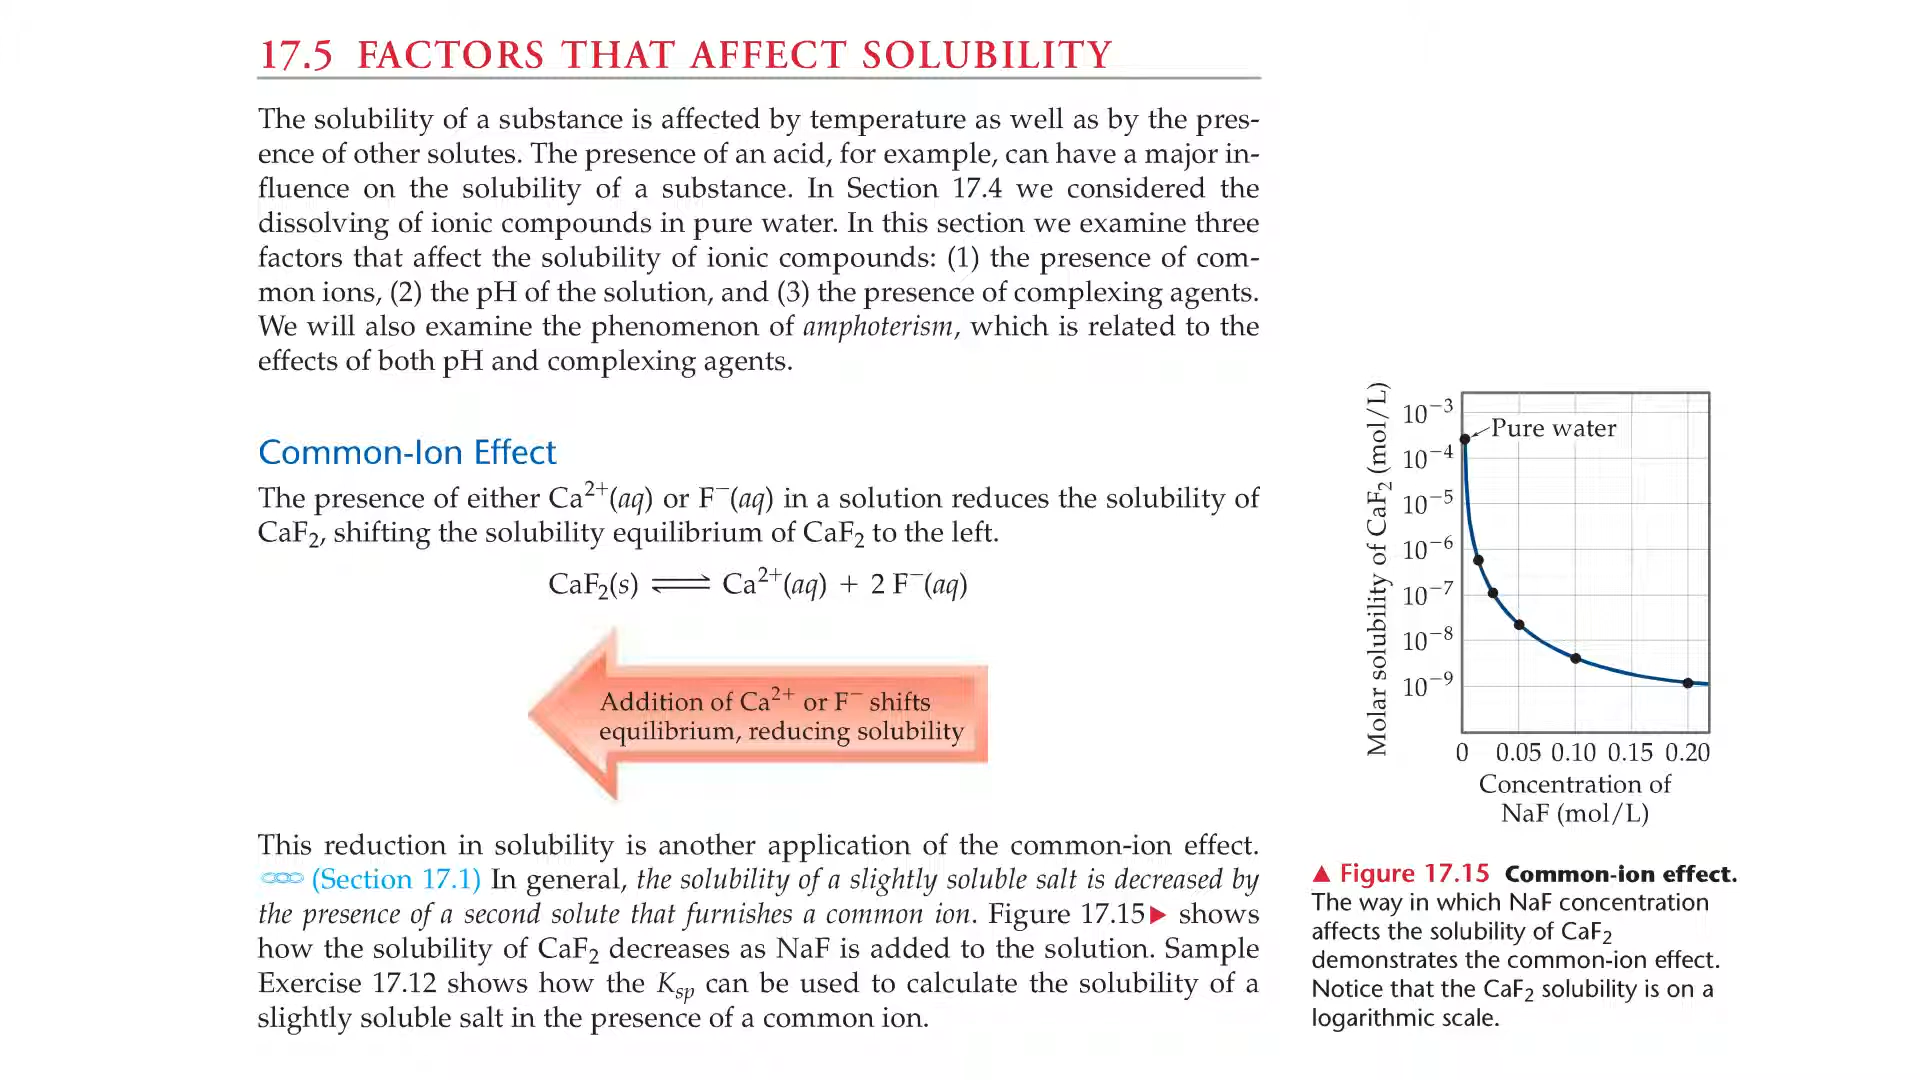 17.5 FACTORS THAT AFFECT SOLUBILITY
The solubility of a substance is affected by temperature as well as by the pres-
ence of other solutes. The presence of an acid, for example, can have a major in-
fluence on the solubility of a substance. In Section 17.4 we considered the
dissolving of ionic compounds in pure water. In this section we examine three
factors that affect the solubility of ionic compounds: (1) the presence of com-
mon ions, (2) the pH of the solution, and (3) the presence of complexing agents.
We will also examine the phenomenon of amphoterism, which is related to the
effects of both pH and complexing agents.
Common-Ion Effect
The presence of either Ca²⁺(aq) or F⁻(aq) in a solution reduces the solubility of
CaF₂, shifting the solubility equilibrium of CaF₂ to the left.
CaF₂(s) ⇌ Ca²⁺(aq) + 2 F⁻(aq)
Addition of Ca²⁺ or F⁻ shifts
equilibrium, reducing solubility
This reduction in solubility is another application of the common-ion effect.
(Section 17.1) In general, the solubility of a slightly soluble salt is decreased by
the presence of a second solute that furnishes a common ion. Figure 17.15▶ shows
how the solubility of CaF₂ decreases as NaF is added to the solution. Sample
Exercise 17.12 shows how the Ksp can be used to calculate the solubility of a
slightly soluble salt in the presence of a common ion.
Molar solubility of CaF₂ (mol/L)
10⁻³
Pure water
10⁻⁴
10⁻⁵
10⁻⁶
10⁻⁷
10⁻⁸
10⁻⁹
0 0.05 0.10 0.15 0.20
Concentration of
NaF (mol/L)
▲ Figure 17.15 Common-ion effect.
The way in which NaF concentration
affects the solubility of CaF₂
demonstrates the common-ion effect.
Notice that the CaF₂ solubility is on a
logarithmic scale.